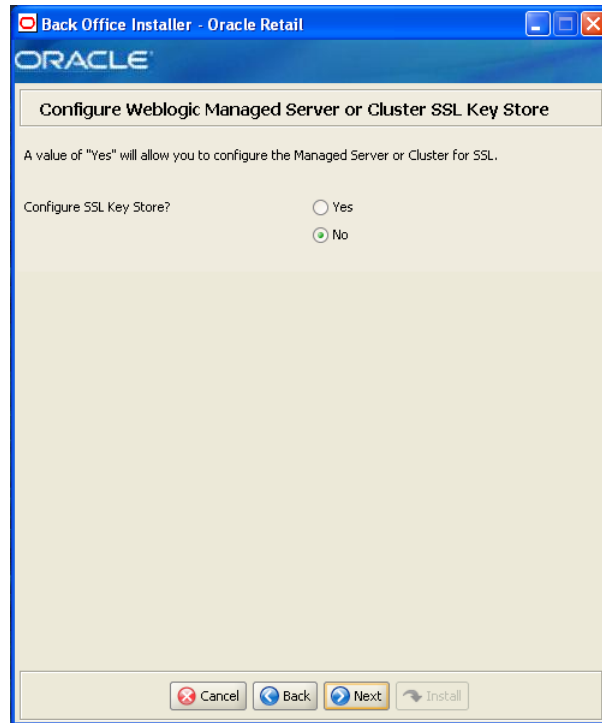 Back Office Installer - Oracle Retail
ORACLE
Configure Weblogic Managed Server or Cluster SSL Key Store
A value of "Yes" will allow you to configure the Managed Server or Cluster for SSL.
Configure SSL Key Store? Yes
No
Cancel Back Next Install